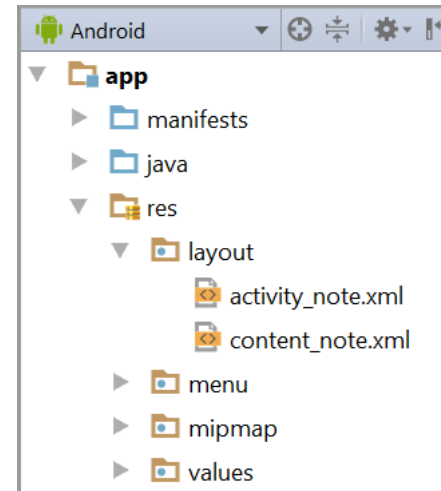 Android
app
manifests
java
res
layout
activity_note.xml
content_note.xml
menu
mipmap
values